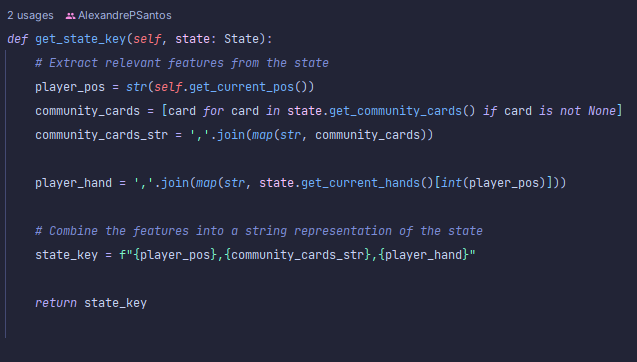 2 usages AlexandrePSantos
def get_state_key(self, state: State):
    # Extract relevant features from the state
    player_pos = str(self.get_current_pos())
    community_cards = [card for card in state.get_community_cards() if card is not None]
    community_cards_str = ','.join(map(str, community_cards))

    player_hand = ','.join(map(str, state.get_current_hands()[int(player_pos)]))

    # Combine the features into a string representation of the state
    state_key = f"{player_pos},{community_cards_str},{player_hand}"

    return state_key